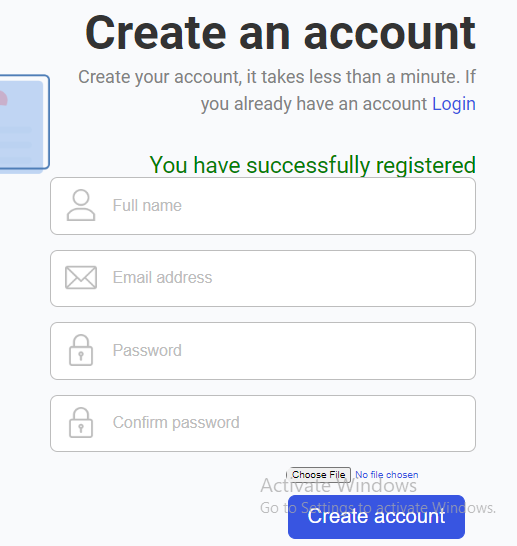 Create an account
Create your account, it takes less than a minute. If
you already have an account Login
You have successfully registered
Full name
Email address
Password
Confirm password
Choose File No file chosen
Activate Windows
Go to Settings to activate Windows.
Create account